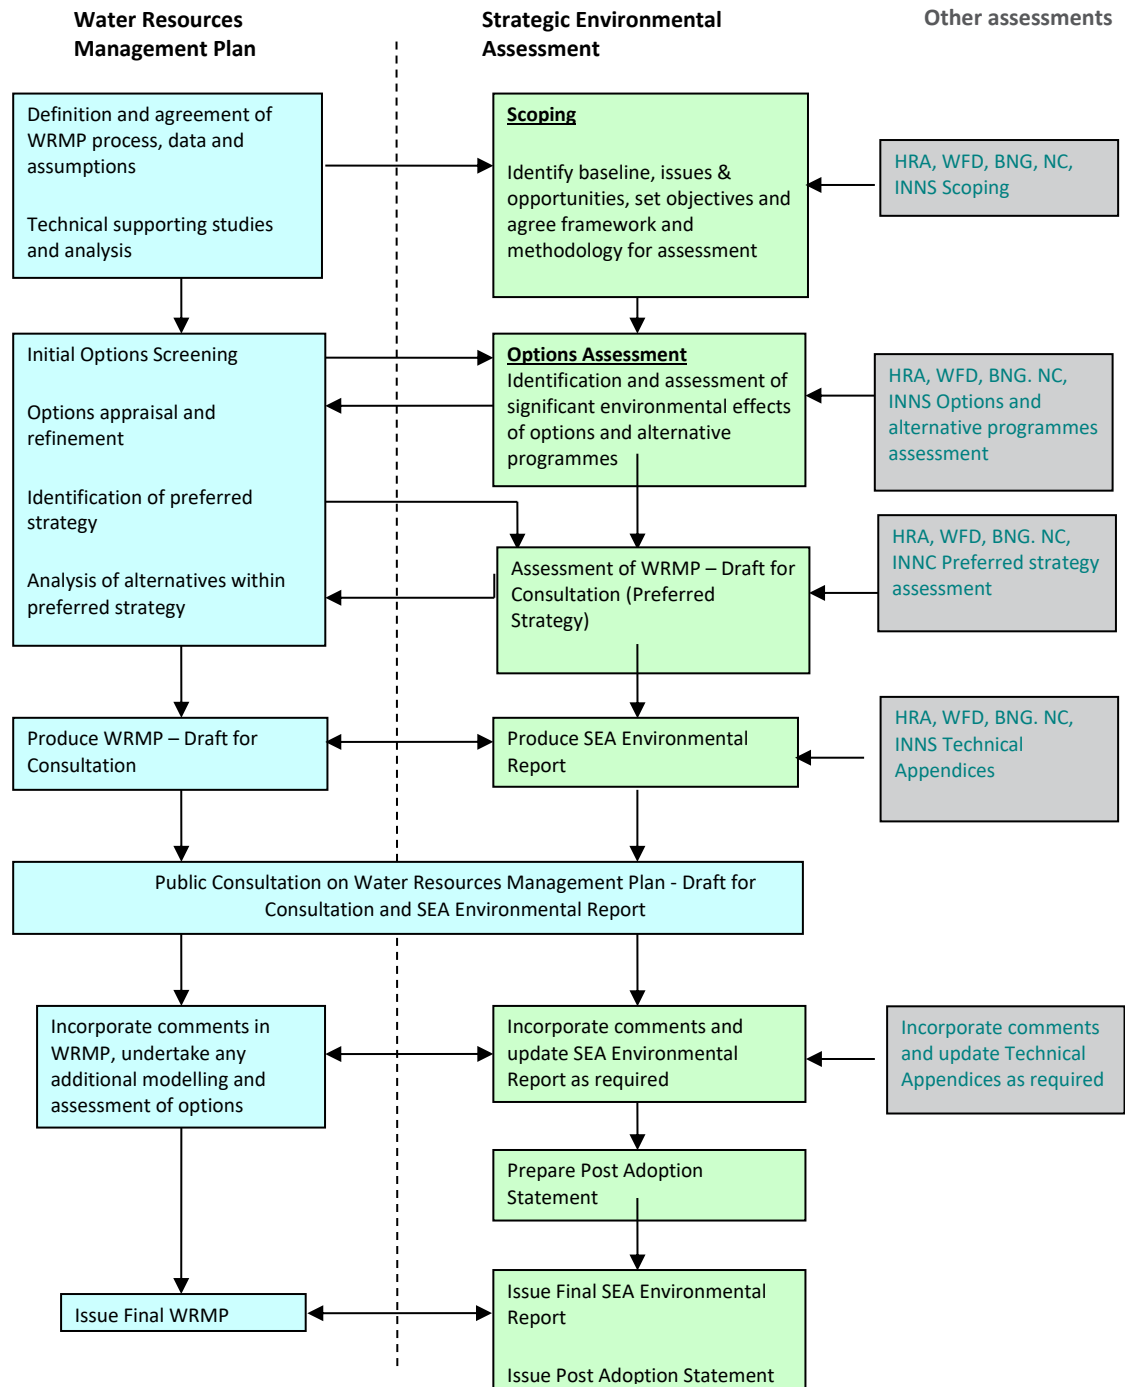 Water Resources
Management Plan
Strategic Environmental
Assessment
Other assessments
Definition and agreement of
WRMP process, data and
assumptions
Technical supporting studies
and analysis
Scoping
Identify baseline, issues &
opportunities, set objectives and
agree framework and
methodology for assessment
HRA, WFD, BNG, NC,
INNS Scoping
Initial Options Screening
Options appraisal and
refinement
Identification of preferred
strategy
Analysis of alternatives within
preferred strategy
Options Assessment
Identification and assessment of
significant environmental effects
of options and alternative
programmes
HRA, WFD, BNG. NC,
INNS Options and
alternative programmes
assessment
Assessment of WRMP – Draft for
Consultation (Preferred
Strategy)
HRA, WFD, BNG. NC,
INNC Preferred strategy
assessment
Produce WRMP – Draft for
Consultation
Produce SEA Environmental
Report
HRA, WFD, BNG. NC,
INNS Technical
Appendices
Public Consultation on Water Resources Management Plan - Draft for
Consultation and SEA Environmental Report
Incorporate comments in
WRMP, undertake any
additional modelling and
assessment of options
Incorporate comments and
update SEA Environmental
Report as required
Incorporate comments
and update Technical
Appendices as required
Prepare Post Adoption
Statement
Issue Final WRMP
Issue Final SEA Environmental
Report
Issue Post Adoption Statement